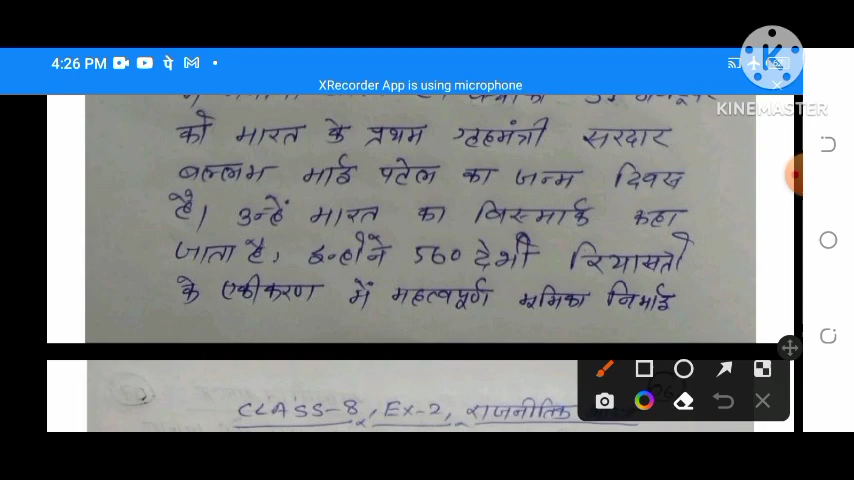 4:26 PM
XRecorder App is using microphone
KINEMASTER
को भारत के प्रथम गृहमंत्री सरदार
बल्लभ भाई पटेल का जन्म दिवस
है। उन्हें भारत का विस्मार्क कहा
जाता है, इन्होंने 560 देशी रियासतों
के एकीकरण में महत्वपूर्ण भूमिका निभाई
CLASS-8, EX-2, राजनीतिक